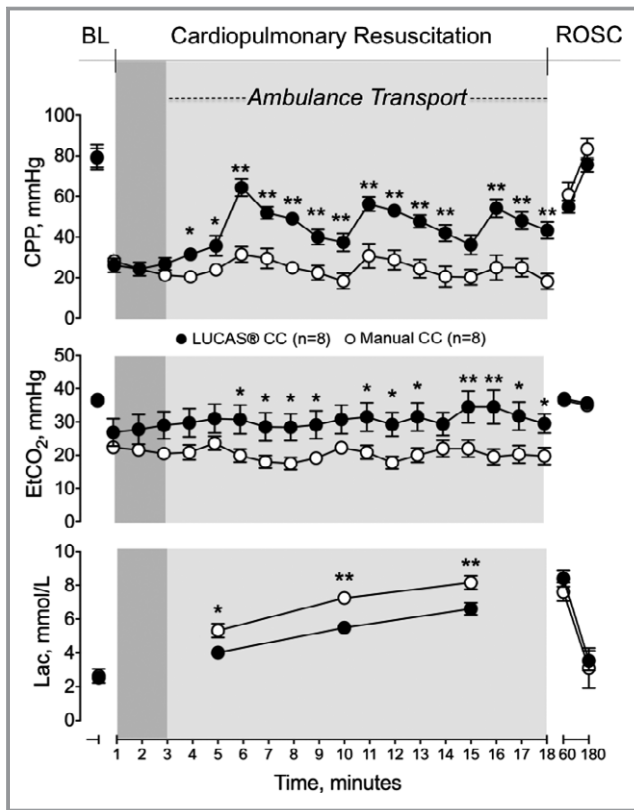 BL Cardiopulmonary Resuscitation ROSC
Ambulance Transport
100
80
60
40
20
0
CPP, mmHg
* * ** ** ** ** ** ** ** ** ** ** ** **
● LUCAS® CC (n=8) ○ Manual CC (n=8)
50
40
30
20
10
0
EtCO₂, mmHg
* * * * * * * ** ** * *
10
8
6
4
2
0
Lac, mmol/L
* ** **
1 2 3 4 5 6 7 8 9 10 11 12 13 14 15 16 17 18 60 180
Time, minutes